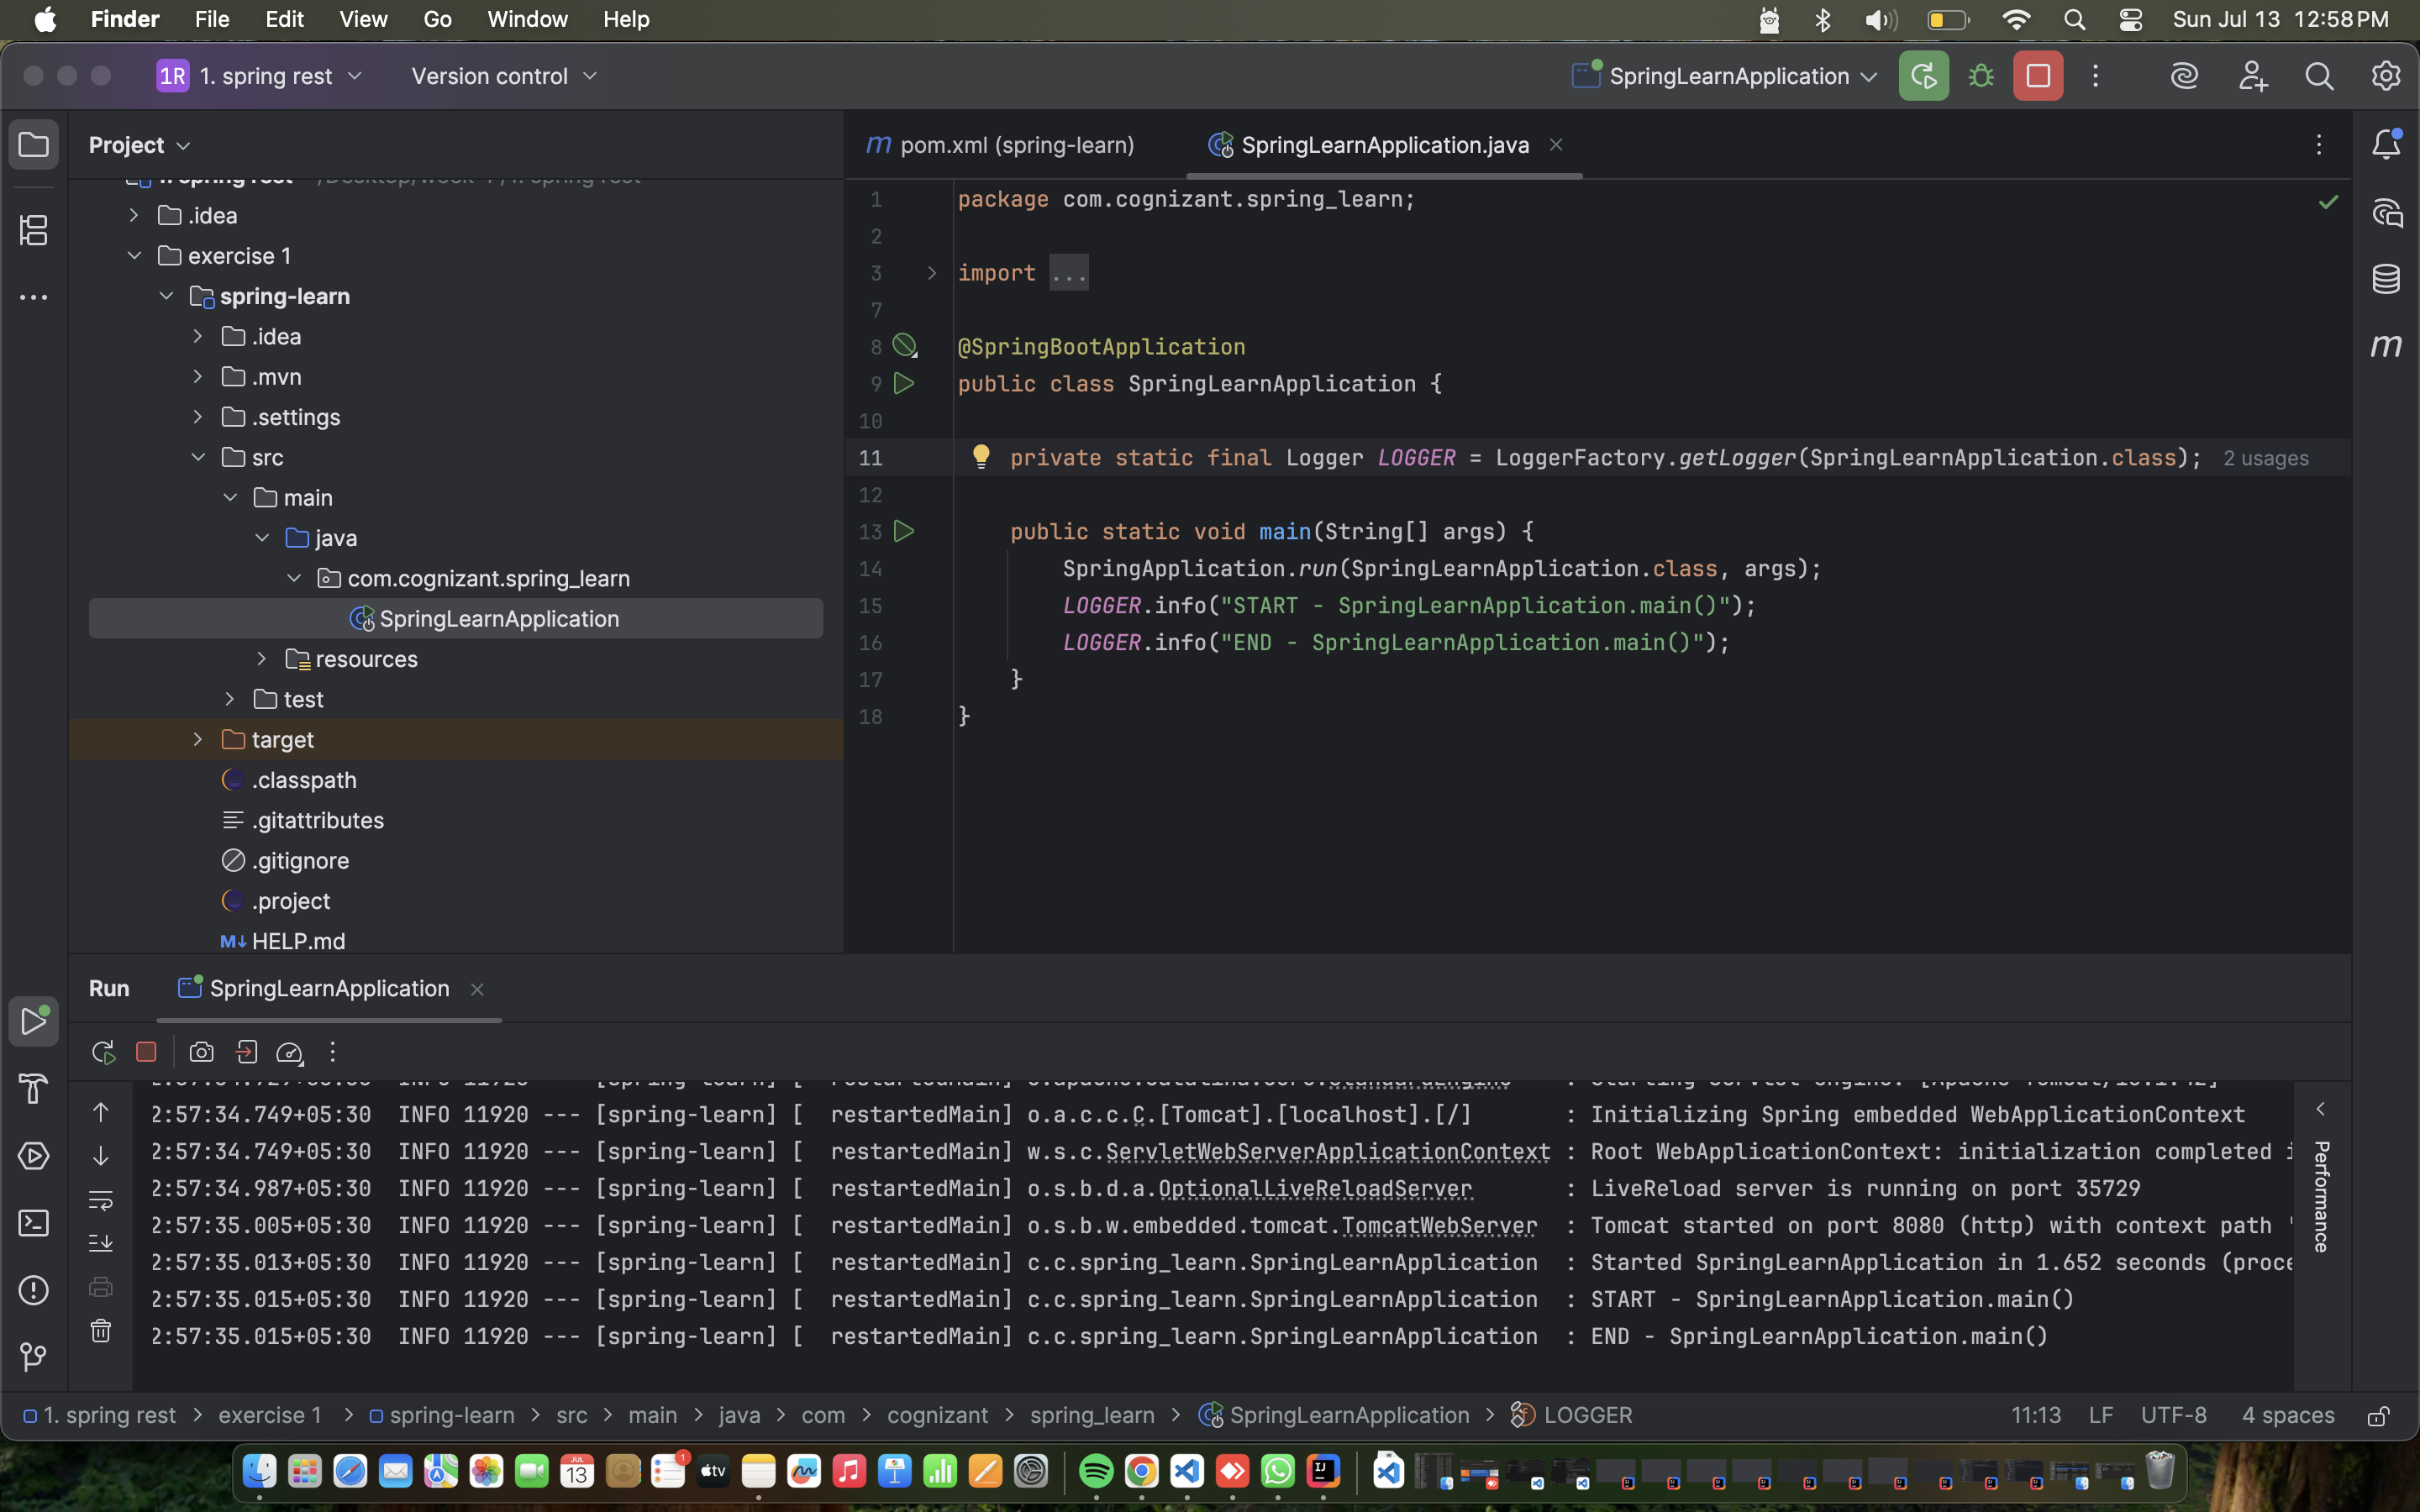 Finder File Edit View Go Window Help Sun Jul 13 12:58 PM
1R 1. spring rest Version control SpringLearnApplication
Project
.idea
exercise 1
spring-learn
.idea
.mvn
.settings
src
main
java
com.cognizant.spring_learn
SpringLearnApplication
resources
test
target
.classpath
.gitattributes
.gitignore
.project
HELP.md
pom.xml (spring-learn) SpringLearnApplication.java
1 package com.cognizant.spring_learn;
2
3 import ...
7
8 @SpringBootApplication
9 public class SpringLearnApplication {
10
11 private static final Logger LOGGER = LoggerFactory.getLogger(SpringLearnApplication.class); 2 usages
12
13 public static void main(String[] args) {
14 SpringApplication.run(SpringLearnApplication.class, args);
15 LOGGER.info("START - SpringLearnApplication.main()");
16 LOGGER.info("END - SpringLearnApplication.main()");
17 }
18 }
Run SpringLearnApplication
2:57:34.749+05:30 INFO 11920 --- [spring-learn] [ restartedMain] o.a.c.c.C.[Tomcat].[localhost].[/] : Initializing Spring embedded WebApplicationContext
2:57:34.749+05:30 INFO 11920 --- [spring-learn] [ restartedMain] w.s.c.ServletWebServerApplicationContext : Root WebApplicationContext: initialization completed i
2:57:34.987+05:30 INFO 11920 --- [spring-learn] [ restartedMain] o.s.b.d.a.OptionalLiveReloadServer : LiveReload server is running on port 35729
2:57:35.005+05:30 INFO 11920 --- [spring-learn] [ restartedMain] o.s.b.w.embedded.tomcat.TomcatWebServer : Tomcat started on port 8080 (http) with context path '
2:57:35.013+05:30 INFO 11920 --- [spring-learn] [ restartedMain] c.c.spring_learn.SpringLearnApplication : Started SpringLearnApplication in 1.652 seconds (proce
2:57:35.015+05:30 INFO 11920 --- [spring-learn] [ restartedMain] c.c.spring_learn.SpringLearnApplication : START - SpringLearnApplication.main()
2:57:35.015+05:30 INFO 11920 --- [spring-learn] [ restartedMain] c.c.spring_learn.SpringLearnApplication : END - SpringLearnApplication.main()
Performance
1. spring rest > exercise 1 > spring-learn > src > main > java > com > cognizant > spring_learn > SpringLearnApplication > LOGGER 11:13 LF UTF-8 4 spaces
JUL
13
1
tv